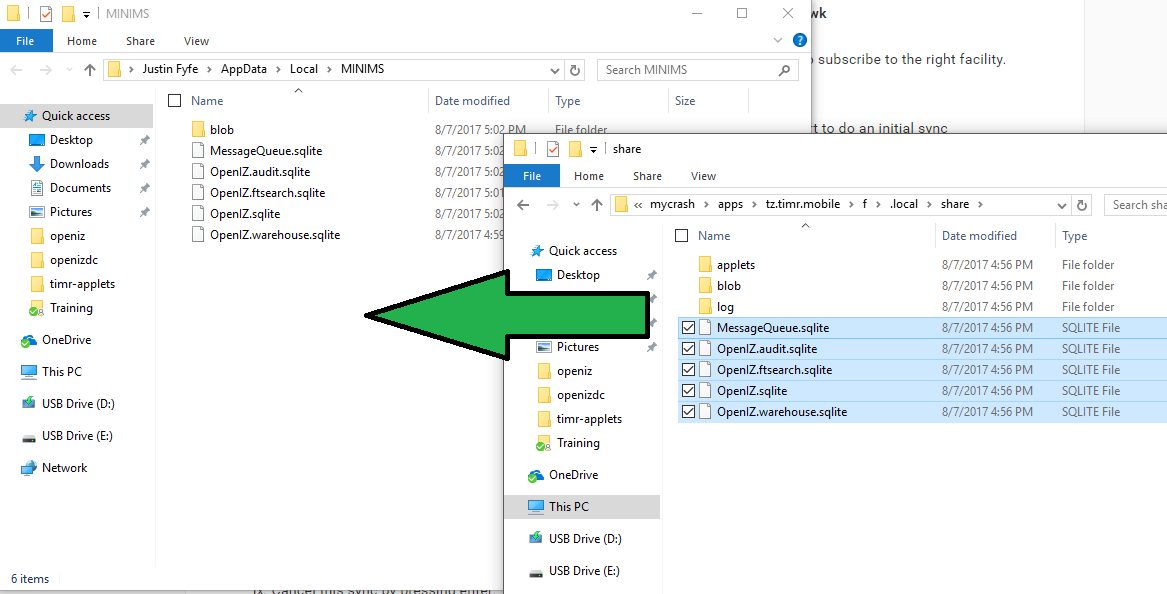 MINIMS
wk
File Home Share View
subscribe to the right facility.
Justin Fyfe AppData Local MINIMS
Search MINIMS
Name Date modified Type Size
Quick access
Desktop
Downloads
Documents
Pictures
openiz
openizdc
timr-applets
Training
OneDrive
This PC
USB Drive (D:)
USB Drive (E:)
Network
blob 8/7/2017 5:02 PM File folder
MessageQueue.sqlite 8/7/2017 5:02
OpenIZ.audit.sqlite 8/7/2017 5:02
OpenIZ.ftsearch.sqlite 8/7/2017 5:01
OpenIZ.sqlite 8/7/2017 5:02
OpenIZ.warehouse.sqlite 8/7/2017 4:59
6 items
to do an initial sync
share
File Home Share View
« mycrash apps tz.timr.mobile f .local share
Search sha
Name Date modified Type
Quick access
Desktop
Pictures
openiz
openizdc
timr-applets
Training
OneDrive
This PC
USB Drive (D:)
USB Drive (E:)
applets 8/7/2017 4:56 PM File folder
blob 8/7/2017 4:56 PM File folder
log 8/7/2017 4:56 PM File folder
MessageQueue.sqlite 8/7/2017 4:56 PM SQLITE File
OpenIZ.audit.sqlite 8/7/2017 4:56 PM SQLITE File
OpenIZ.ftsearch.sqlite 8/7/2017 4:56 PM SQLITE File
OpenIZ.sqlite 8/7/2017 4:56 PM SQLITE File
OpenIZ.warehouse.sqlite 8/7/2017 4:56 PM SQLITE File
Cancel this sync by pressing enter.